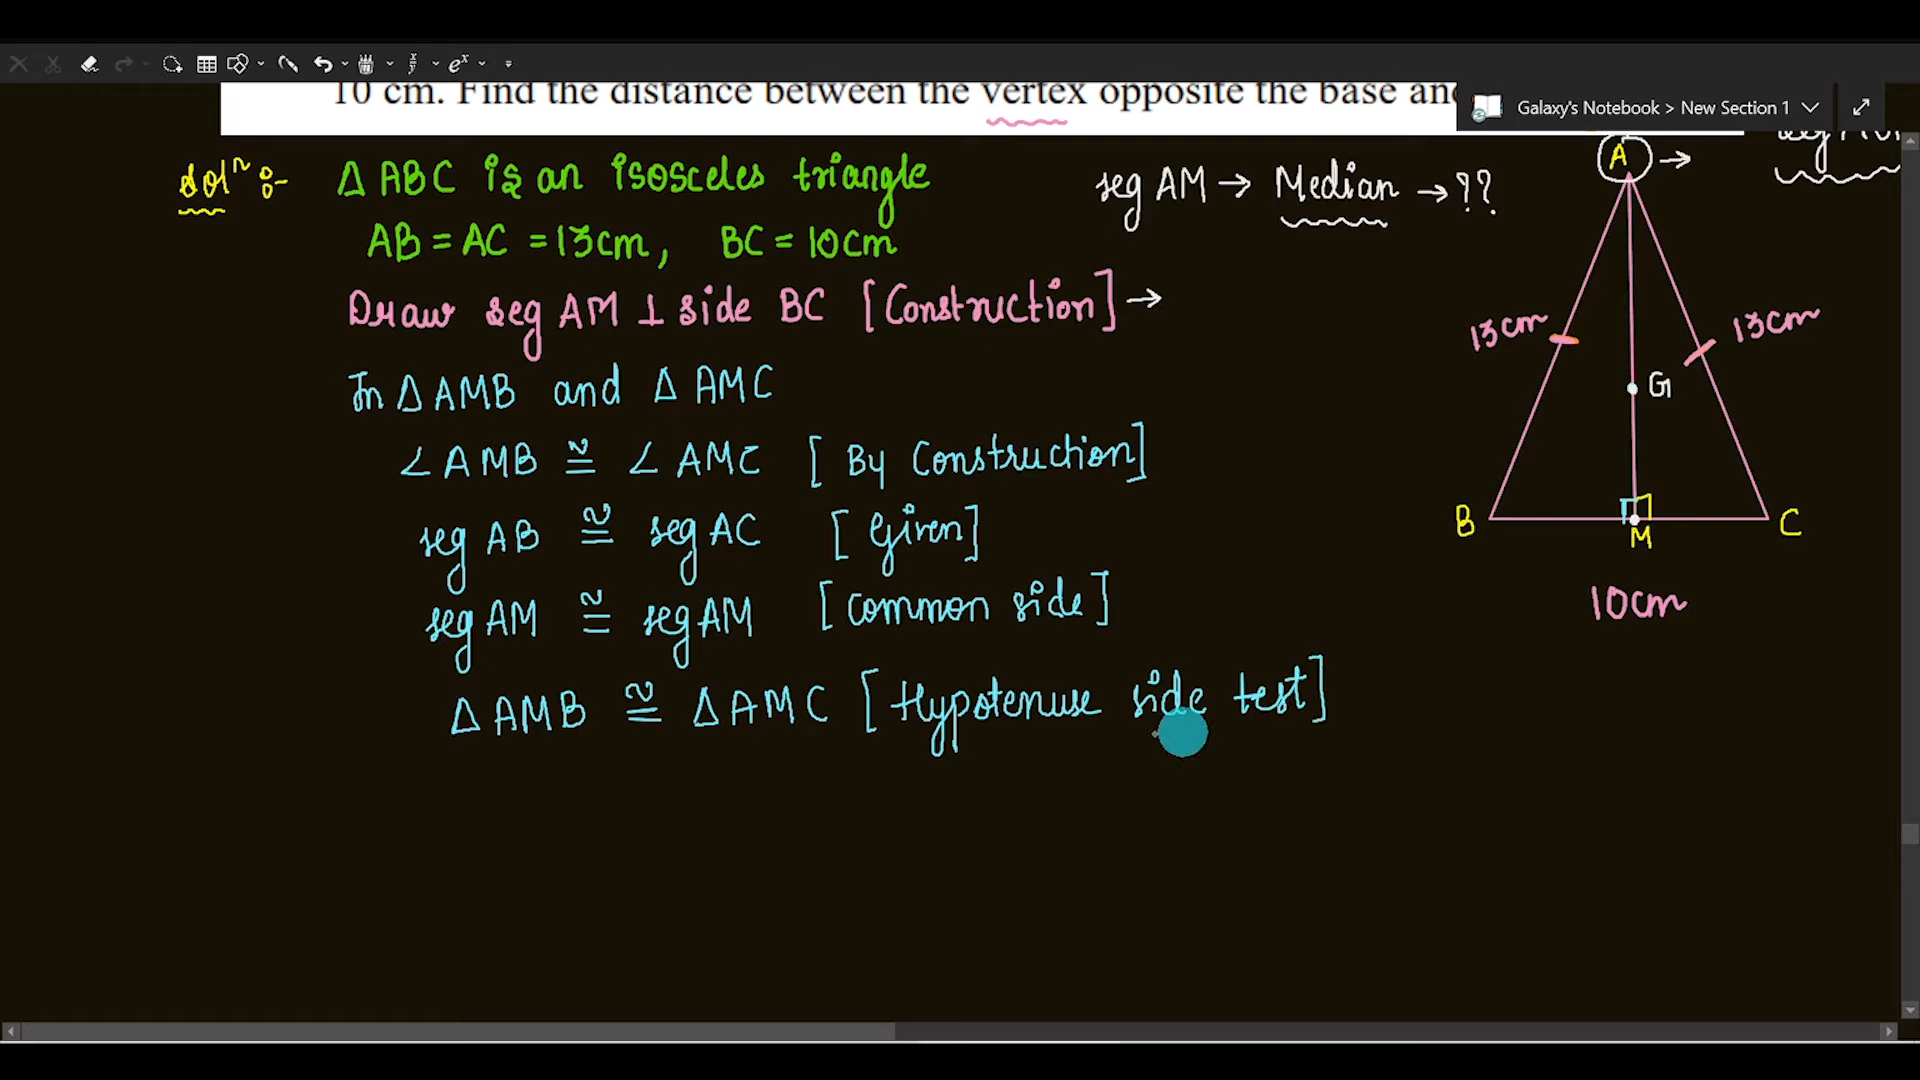 10 cm. Find the distance between the vertex opposite the base and
Galaxy's Notebook > New Section 1
Solⁿ :- Δ ABC is an isosceles triangle
AB = AC = 13cm, BC = 10cm
seg AM → Median → ??
Draw seg AM ⊥ side BC [Construction] →
In Δ AMB and Δ AMC
∠ AMB ≅ ∠ AMC [By Construction]
seg AB ≅ seg AC [Given]
seg AM ≅ seg AM [Common side]
Δ AMB ≅ Δ AMC [Hypotenuse side test]
A →
13cm
13cm
G
B
M
C
10cm